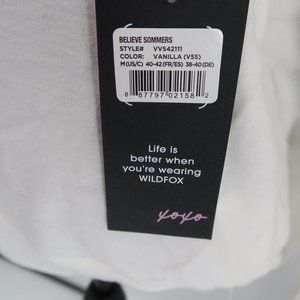 BELIEVE SOMMERS
STYLE# VVS42111
COLOR: VANILLA (V55)
M(US/C) 40-42(FR/ES) 38-40(DE)
8 87797 02158 2
Life is
better when
you're wearing
WILDFOX
xoxo